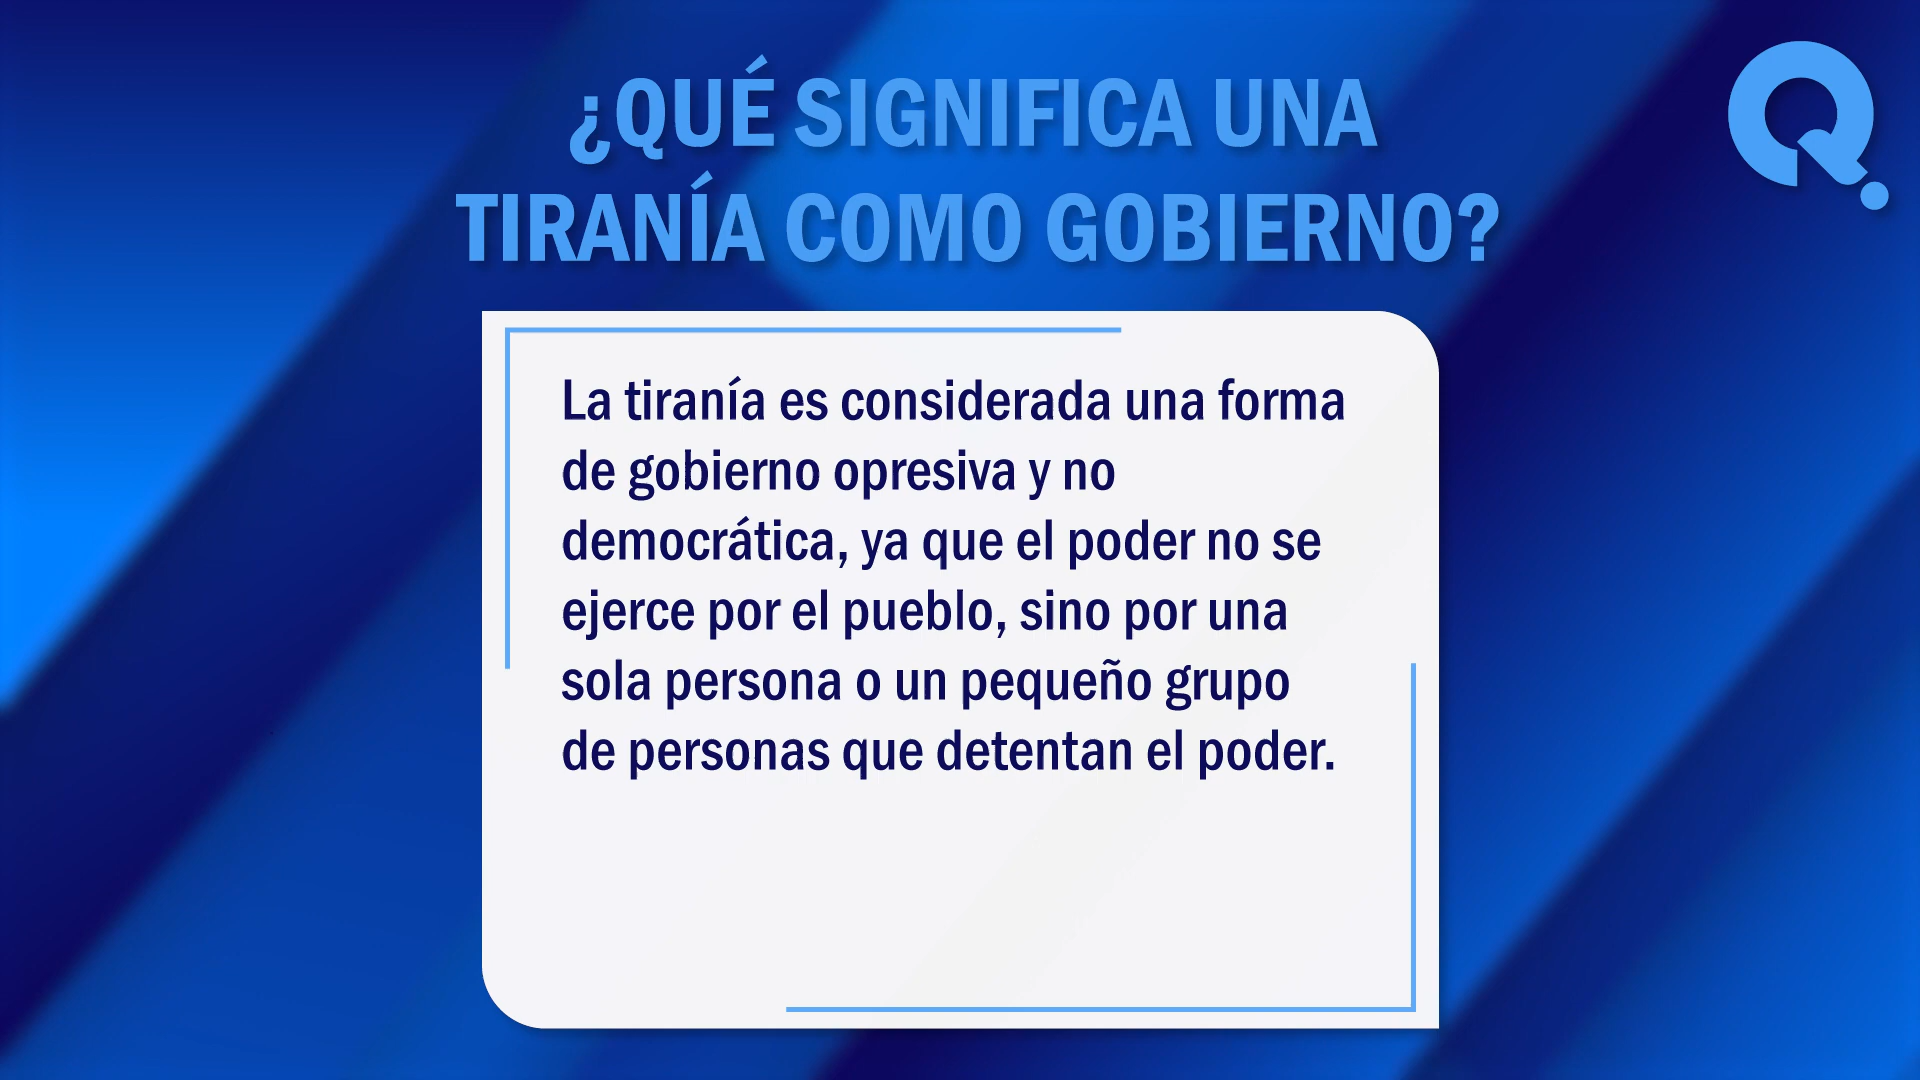 ¿QUÉ SIGNIFICA UNA
TIRANÍA COMO GOBIERNO?
Q.
La tiranía es considerada una forma
de gobierno opresiva y no
democrática, ya que el poder no se
ejerce por el pueblo, sino por una
sola persona o un pequeño grupo
de personas que detentan el poder.